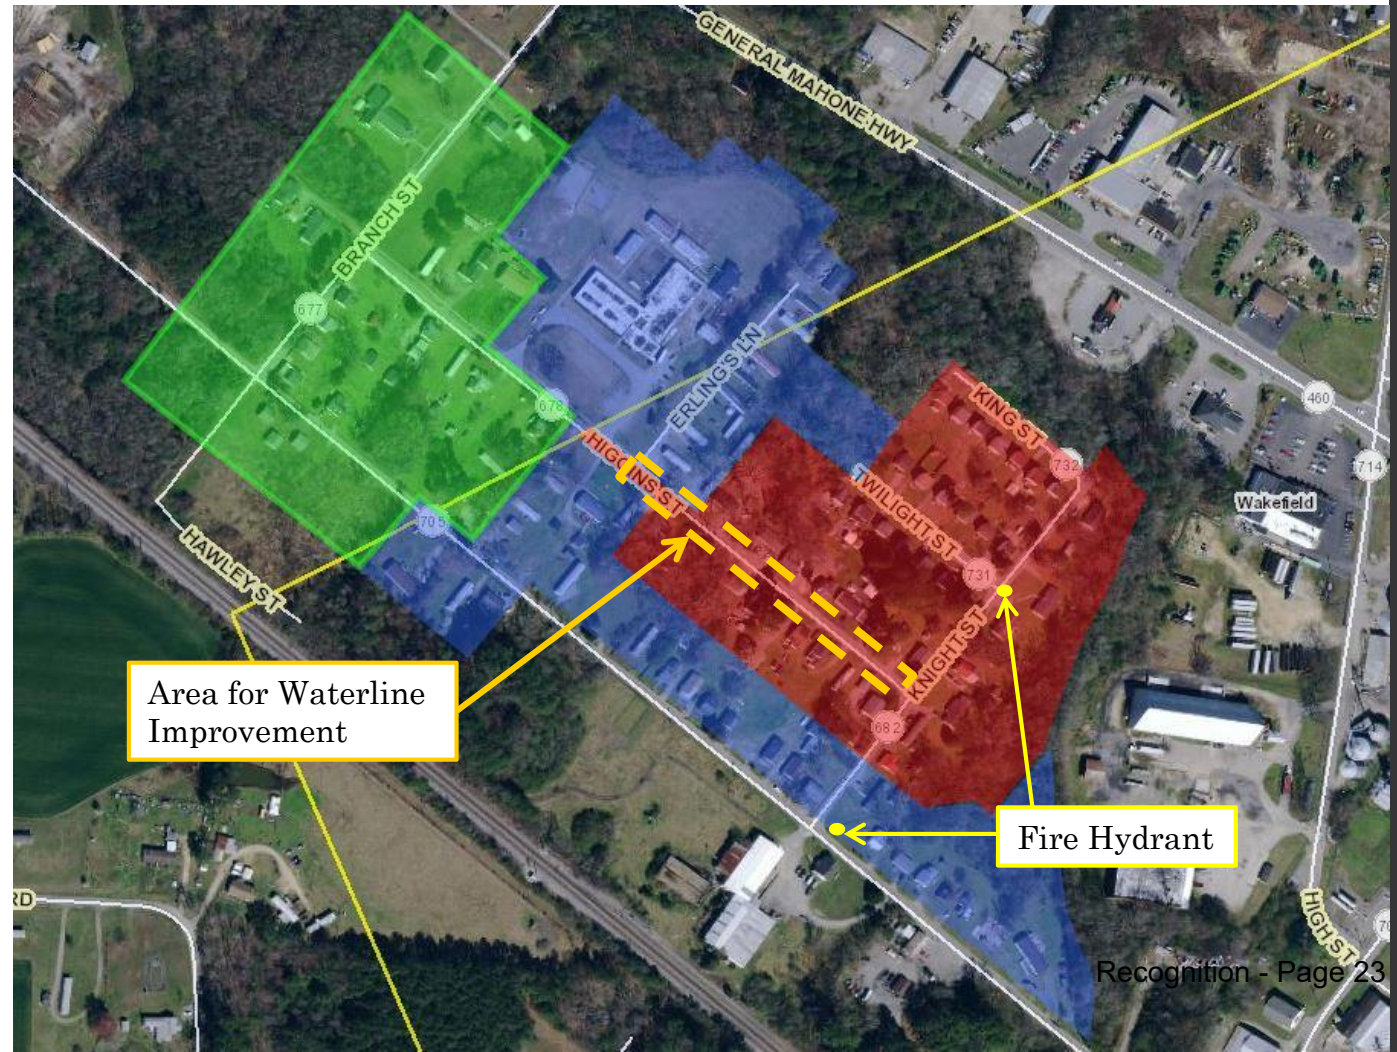 GENERAL MAHONE HWY
BRANCH ST
677
ERLING'S LN
678
KING ST
460
HIGGINS ST
TWILIGHT ST
732
714
Wakefield
705
HAWLEY ST
731
KNIGHT ST
Area for Waterline
Improvement
682
Fire Hydrant
RD
HIGH ST
Recognition - Page 23